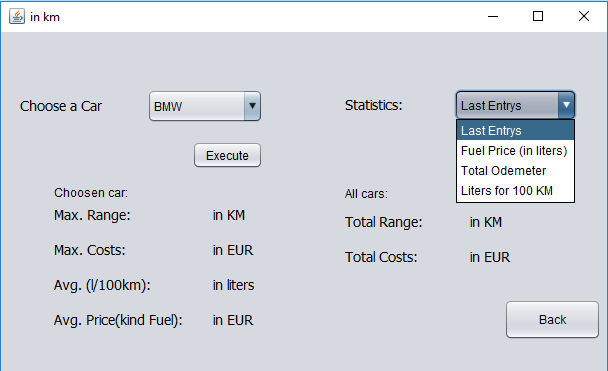 in km
Choose a Car
BMW
Statistics:
Last Entrys
Last Entrys
Fuel Price (in liters)
Total Odemeter
Liters for 100 KM
Execute
Choosen car:
Max. Range:
in KM
Max. Costs:
in EUR
Avg. (l/100km):
in liters
Avg. Price(kind Fuel):
in EUR
All cars:
Total Range:
in KM
Total Costs:
in EUR
Back